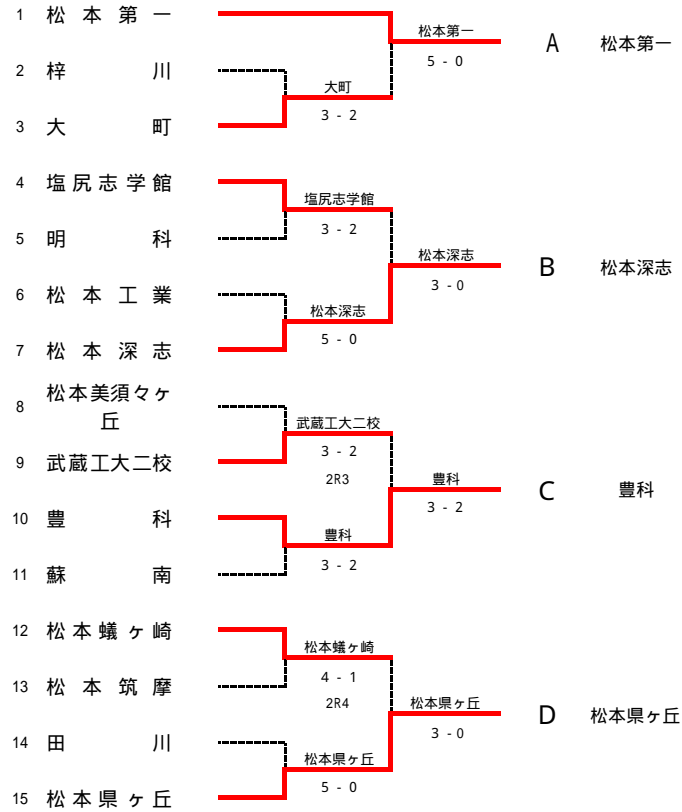 1 松本第一
松本第一
A 松本第一
5 - 0
2 梓川
大町
3 - 2
3 大町
4 塩尻志学館
塩尻志学館
3 - 2
5 明科
松本深志
B 松本深志
3 - 0
6 松本工業
松本深志
5 - 0
7 松本深志
8 松本美須々ヶ
丘
武蔵工大二校
3 - 2
9 武蔵工大二校
2R3
豊科
C 豊科
3 - 2
10 豊科
豊科
3 - 2
11 蘇南
12 松本蟻ヶ崎
松本蟻ヶ崎
4 - 1
13 松本筑摩
2R4
松本県ヶ丘
D 松本県ヶ丘
3 - 0
14 田川
松本県ヶ丘
5 - 0
15 松本県ヶ丘